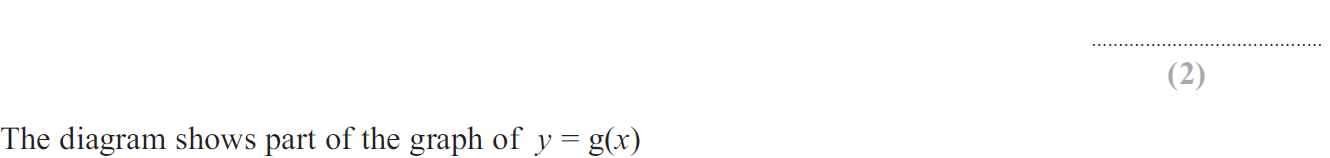 (2)
The diagram shows part of the graph of y = g(x)